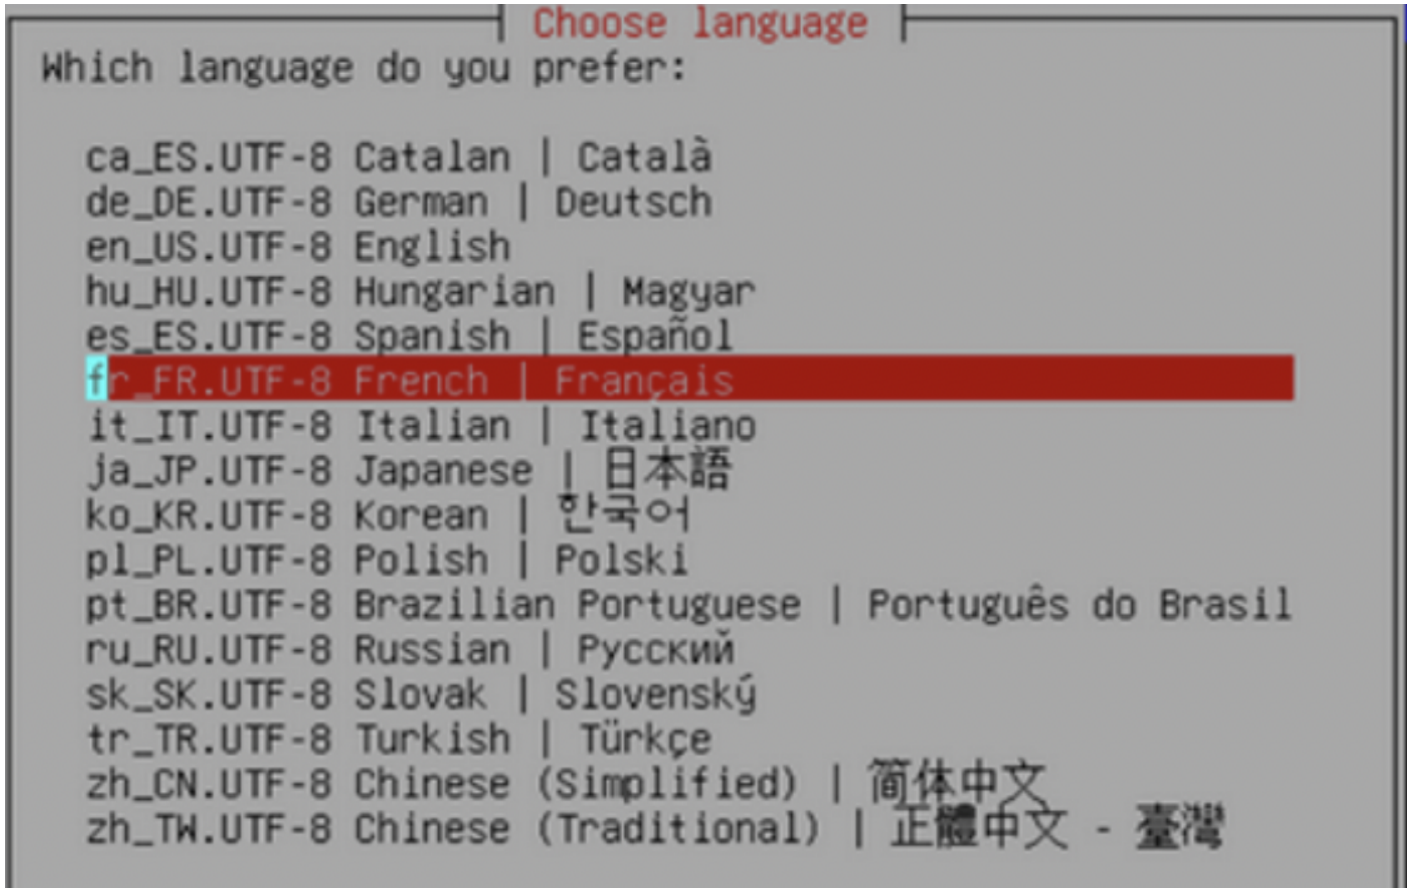 Choose language
Which language do you prefer:
ca_ES.UTF-8 Catalan | Català
de_DE.UTF-8 German | Deutsch
en_US.UTF-8 English
hu_HU.UTF-8 Hungarian | Magyar
es_ES.UTF-8 Spanish | Español
fr_FR.UTF-8 French | Français
it_IT.UTF-8 Italian | Italiano
ja_JP.UTF-8 Japanese | 日本語
ko_KR.UTF-8 Korean | 한국어
pl_PL.UTF-8 Polish | Polski
pt_BR.UTF-8 Brazilian Portuguese | Português do Brasil
ru_RU.UTF-8 Russian | Русский
sk_SK.UTF-8 Slovak | Slovenský
tr_TR.UTF-8 Turkish | Türkçe
zh_CN.UTF-8 Chinese (Simplified) | 简体中文
zh_TW.UTF-8 Chinese (Traditional) | 正體中文 - 臺灣